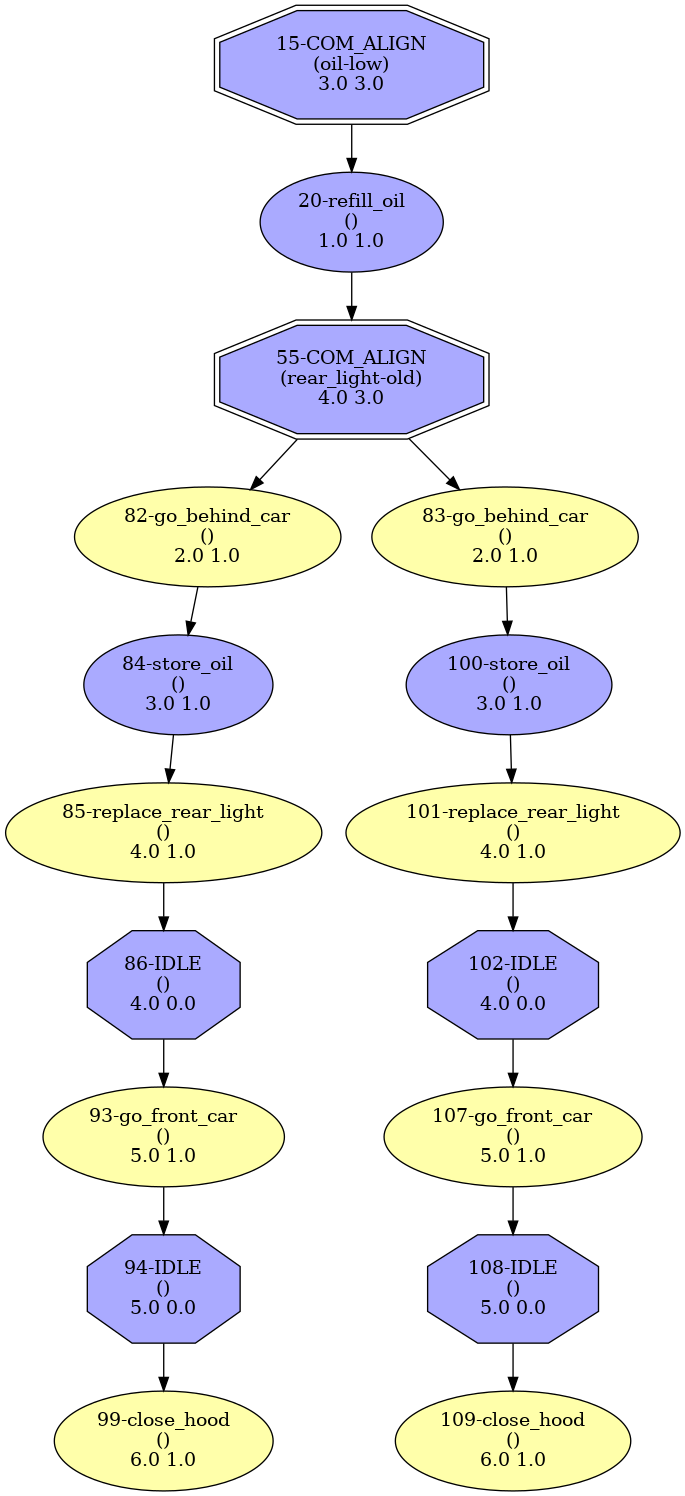 15-COM_ALIGN
(oil-low)
3.0 3.0
20-refill_oil
()
1.0 1.0
55-COM_ALIGN
(rear_light-old)
4.0 3.0
82-go_behind_car
()
2.0 1.0
83-go_behind_car
()
2.0 1.0
84-store_oil
()
3.0 1.0
100-store_oil
()
3.0 1.0
85-replace_rear_light
()
4.0 1.0
101-replace_rear_light
()
4.0 1.0
86-IDLE
()
4.0 0.0
102-IDLE
()
4.0 0.0
93-go_front_car
()
5.0 1.0
107-go_front_car
()
5.0 1.0
94-IDLE
()
5.0 0.0
108-IDLE
()
5.0 0.0
99-close_hood
()
6.0 1.0
109-close_hood
()
6.0 1.0